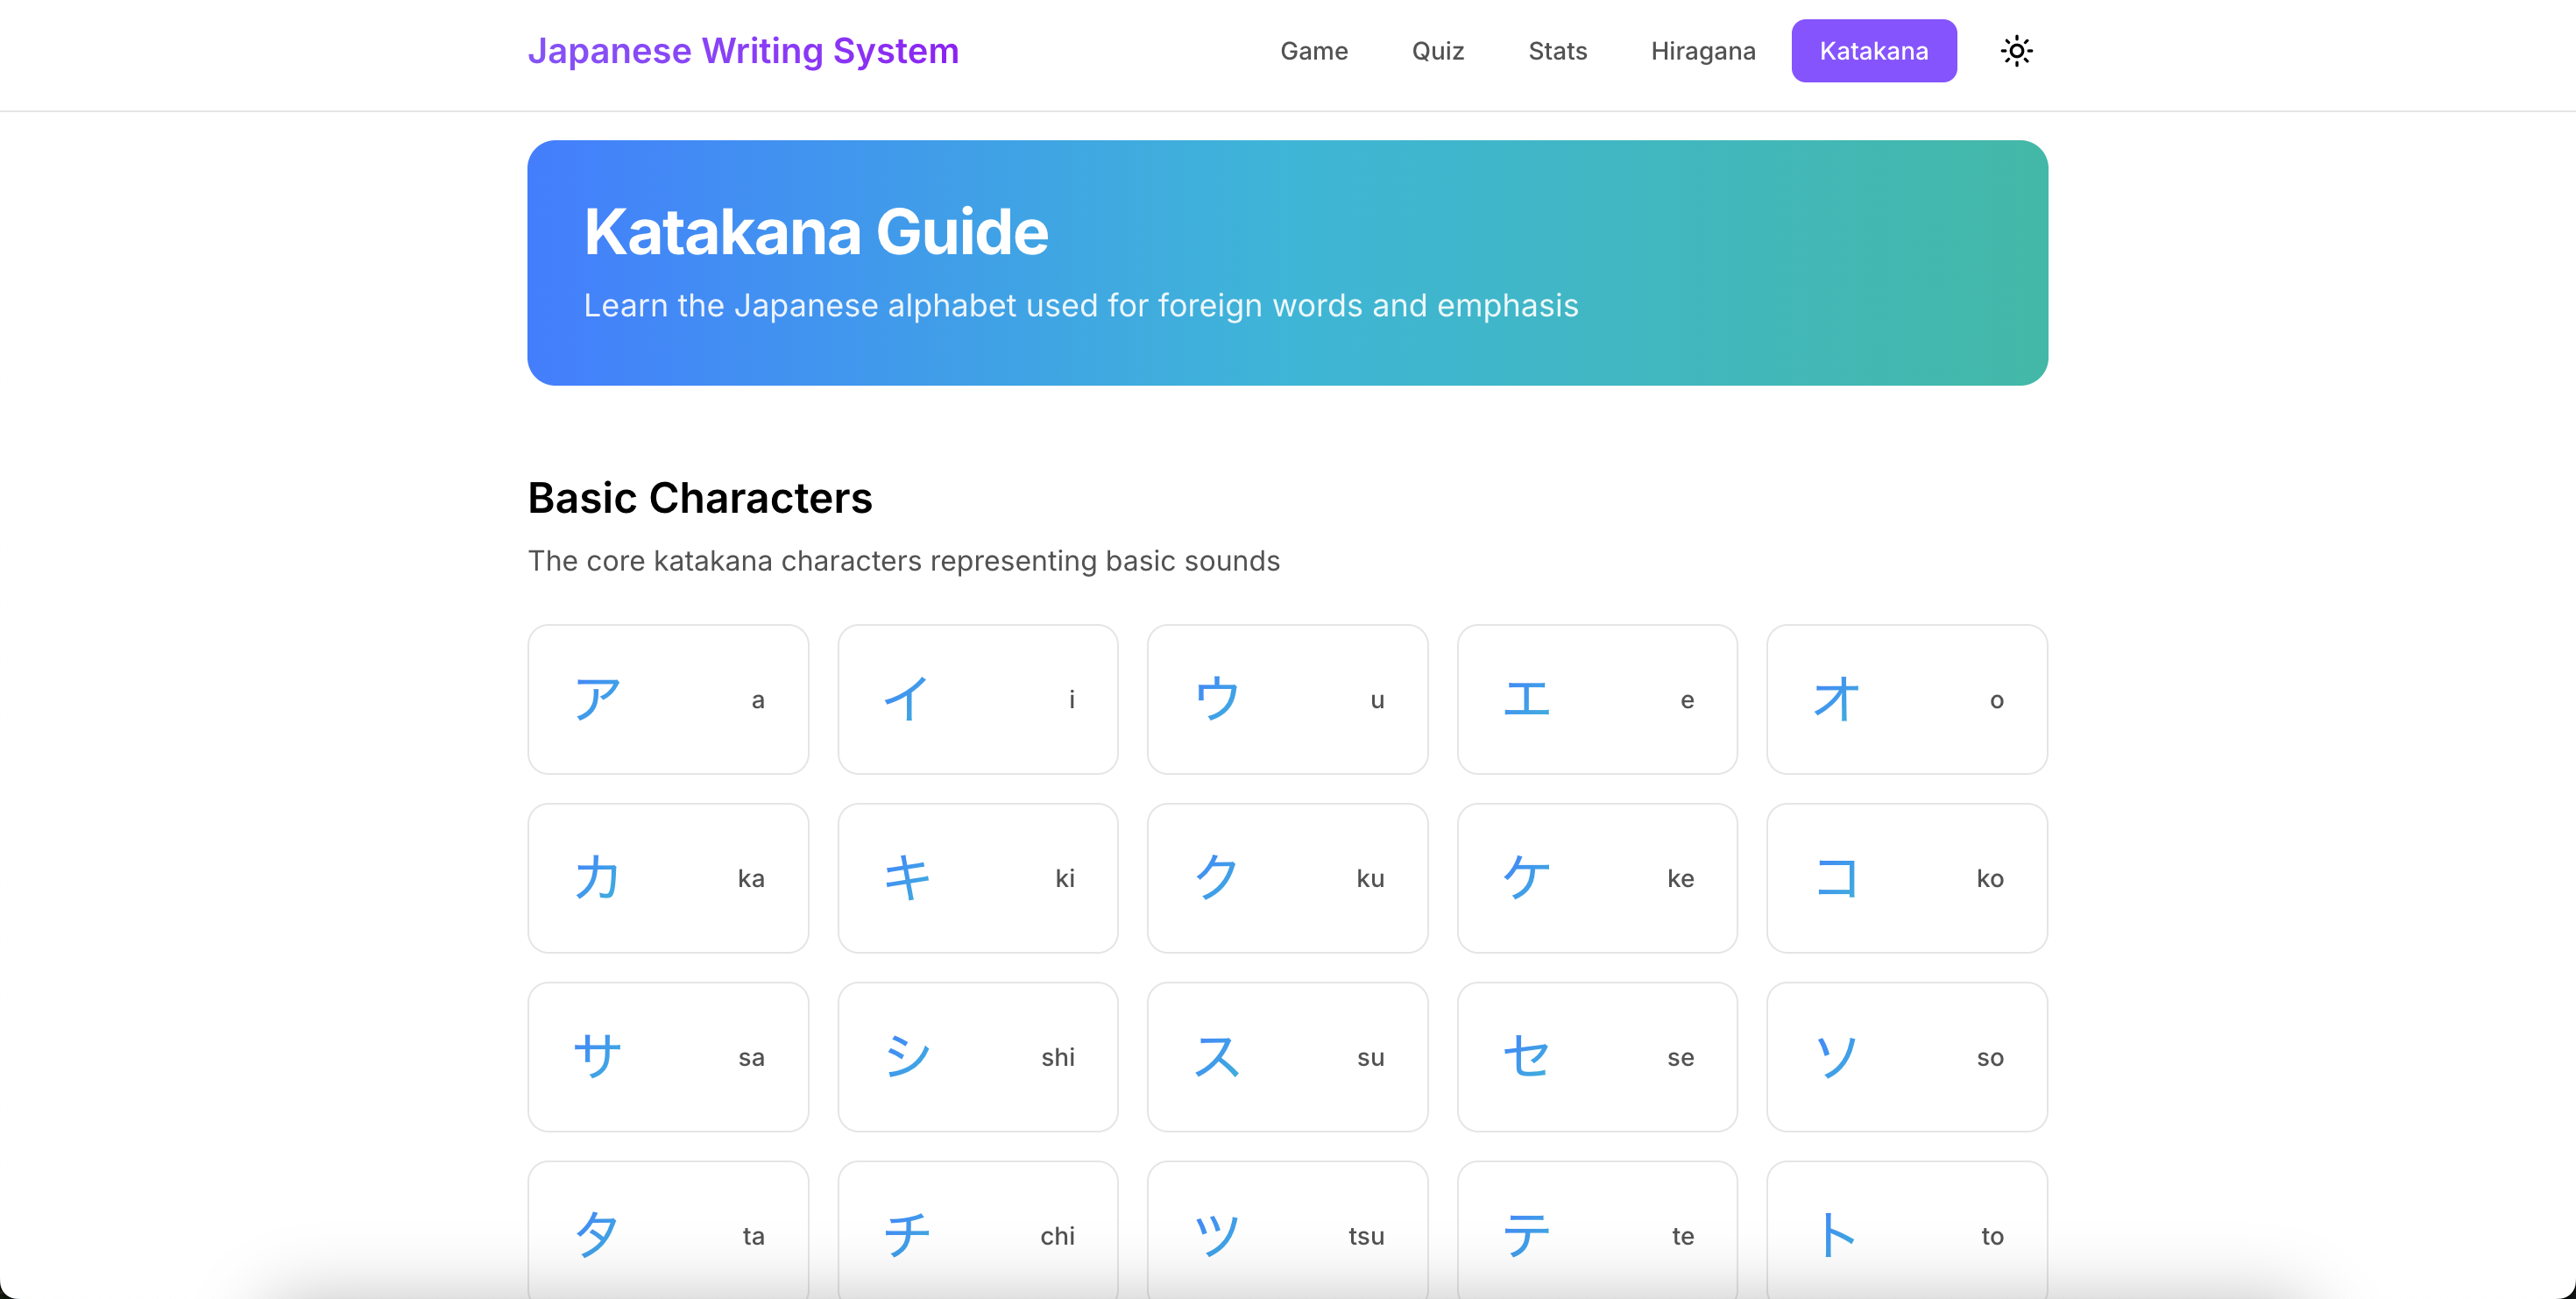 Japanese Writing System Game Quiz Stats Hiragana Katakana
Katakana Guide
Learn the Japanese alphabet used for foreign words and emphasis
Basic Characters
The core katakana characters representing basic sounds
ア a イ i ウ u エ e オ o
カ ka キ ki ク ku ケ ke コ ko
サ sa シ shi ス su セ se ソ so
タ ta チ chi ツ tsu テ te ト to